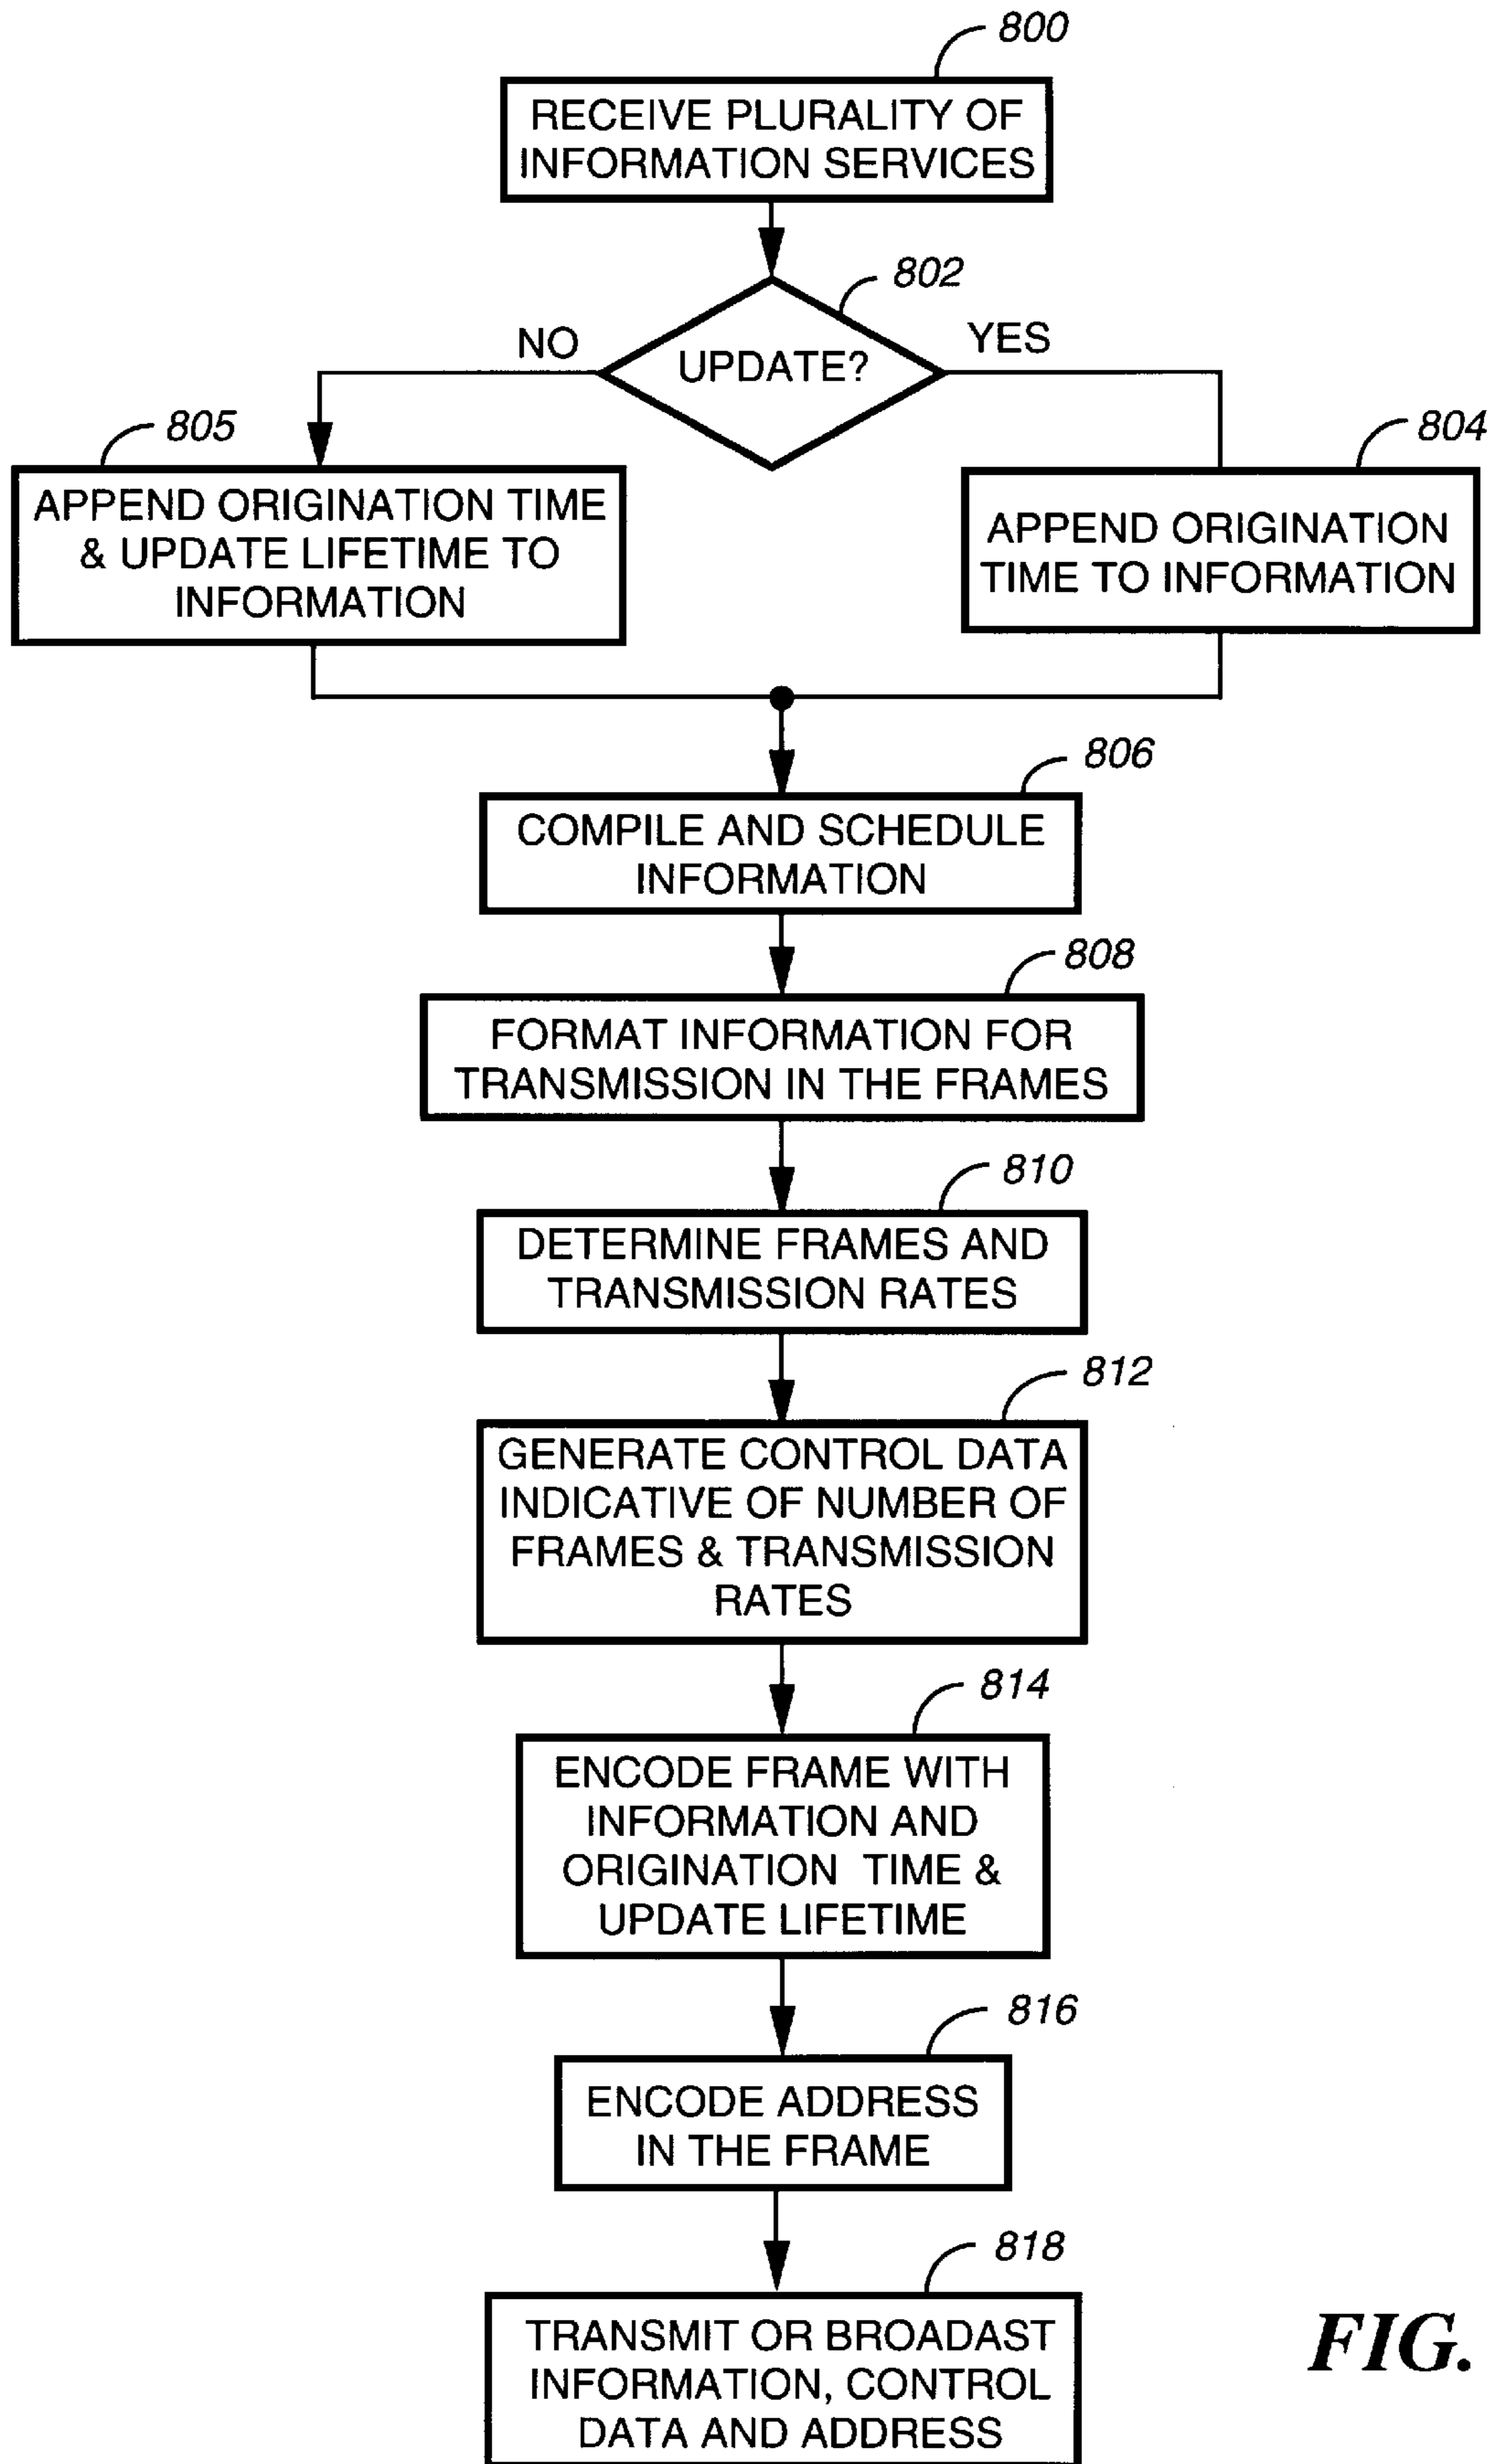 800
RECEIVE PLURALITY OF
INFORMATION SERVICES
802
NO
UPDATE?
YES
805
APPEND ORIGINATION TIME
& UPDATE LIFETIME TO
INFORMATION
804
APPEND ORIGINATION
TIME TO INFORMATION
806
COMPILE AND SCHEDULE
INFORMATION
808
FORMAT INFORMATION FOR
TRANSMISSION IN THE FRAMES
810
DETERMINE FRAMES AND
TRANSMISSION RATES
812
GENERATE CONTROL DATA
INDICATIVE OF NUMBER OF
FRAMES & TRANSMISSION
RATES
814
ENCODE FRAME WITH
INFORMATION AND
ORIGINATION TIME &
UPDATE LIFETIME
816
ENCODE ADDRESS
IN THE FRAME
818
TRANSMIT OR BROADAST
INFORMATION, CONTROL
DATA AND ADDRESS
FIG.